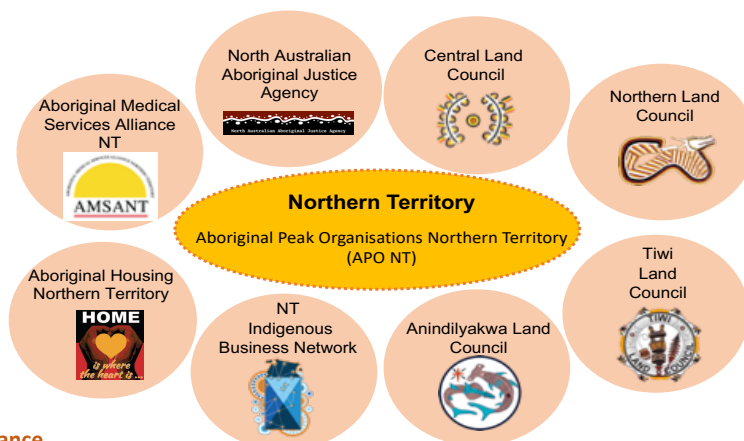 North Australian
Aboriginal Justice
Agency
North Australian Aboriginal Justice Agency
Central Land
Council
Aboriginal Medical
Services Alliance
NT
AMSANT
Northern Land
Council
Northern Territory
Aboriginal Peak Organisations Northern Territory
(APO NT)
Aboriginal Housing
Northern Territory
HOME
is where
the heart is ...
NT
Indigenous
Business Network
Anindilyakwa Land
Council
Tiwi
Land
Council
TIWI
LAND COUNCIL
ance